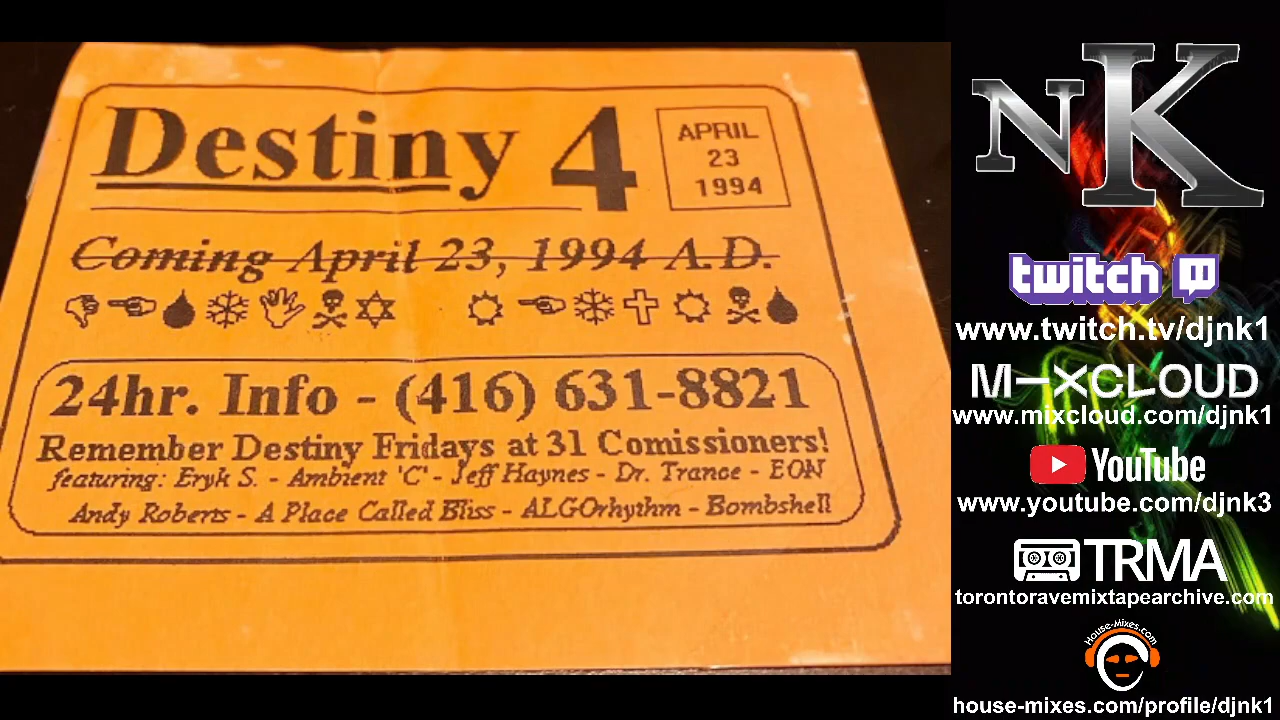 Destiny 4
APRIL
23
1994
Coming April 23, 1994 A.D.
24hr. Info - (416) 631-8821
Remember Destiny Fridays at 31 Comissioners!
featuring: Eryk S. - Ambient 'C' - Jeff Haynes - Dr. Trance - EON
Andy Roberts - A Place Called Bliss - ALGOrhythm - Bombshell
NK
twitch
www.twitch.tv/djnk1
MIXCLOUD
www.mixcloud.com/djnk1
YouTube
www.youtube.com/djnk3
TRMA
torontoravemixtapearchive.com
House-Mixes.com
house-mixes.com/profile/djnk1